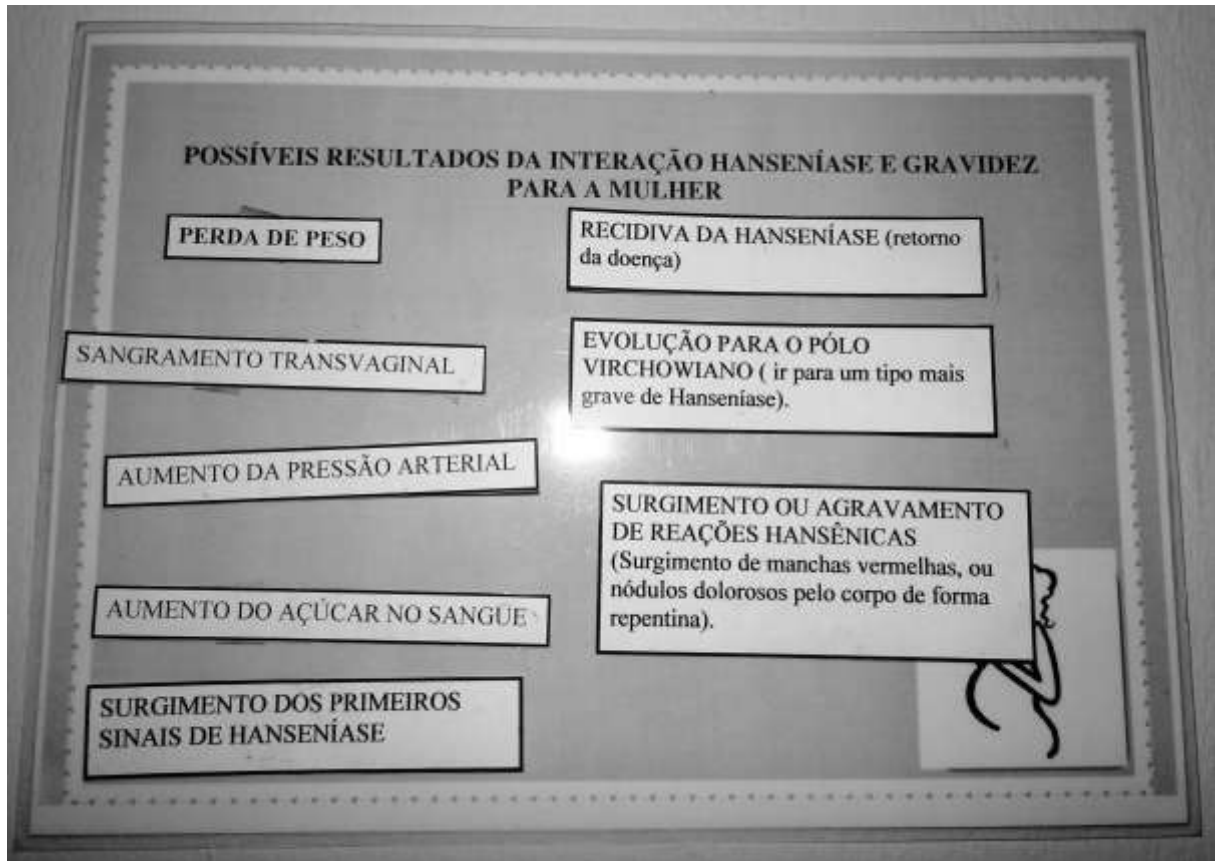 POSSÍVEIS RESULTADOS DA INTERAÇÃO HANSENÍASE E GRAVIDEZ
PARA A MULHER
PERDA DE PESO
SANGRAMENTO TRANSVAGINAL
AUMENTO DA PRESSÃO ARTERIAL
AUMENTO DO AÇÚCAR NO SANGUE
SURGIMENTO DOS PRIMEIROS
SINAIS DE HANSENÍASE
RECIDIVA DA HANSENÍASE (retorno
da doença)
EVOLUÇÃO PARA O PÓLO
VIRCHOWIANO ( ir para um tipo mais
grave de Hanseníase).
SURGIMENTO OU AGRAVAMENTO
DE REAÇÕES HANSÊNICAS
(Surgimento de manchas vermelhas, ou
nódulos dolorosos pelo corpo de forma
repentina).